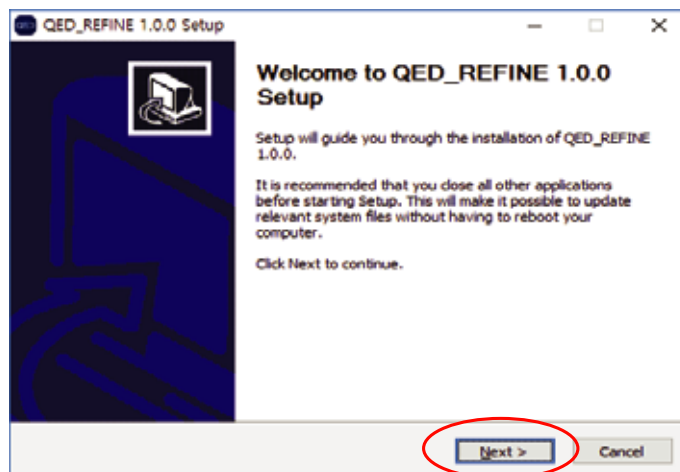 QED_REFINE 1.0.0 Setup
Welcome to QED_REFINE 1.0.0
Setup
Setup will guide you through the installation of QED_REFINE
1.0.0.
It is recommended that you close all other applications
before starting Setup. This will make it possible to update
relevant system files without having to reboot your
computer.
Click Next to continue.
Next >
Cancel